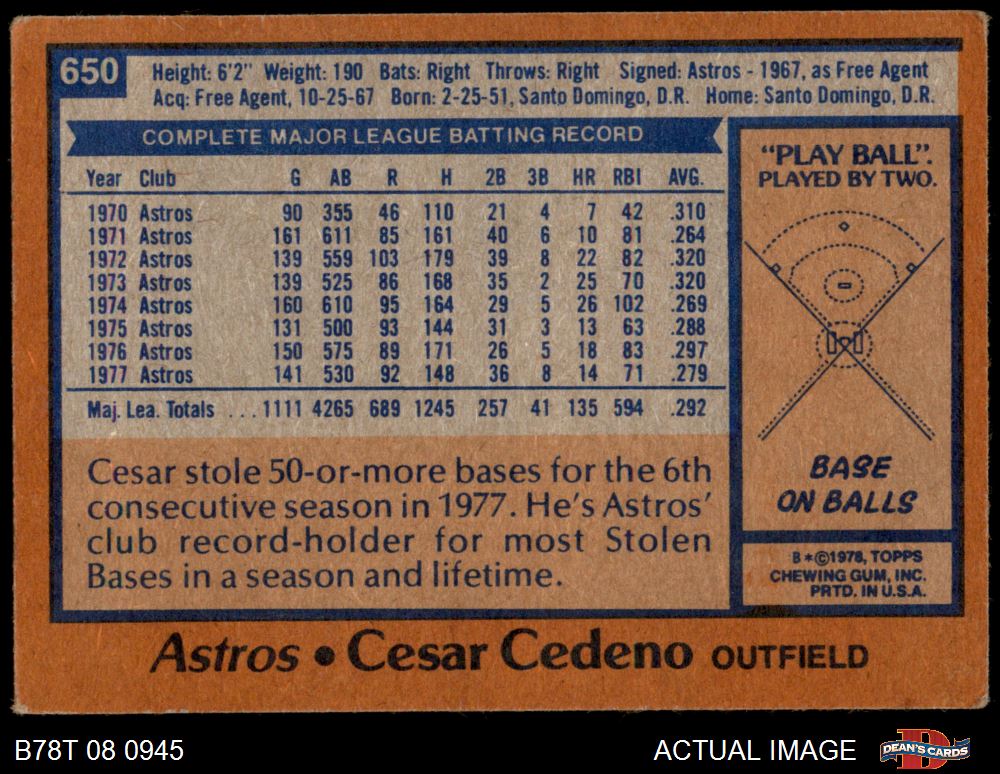 650
Height: 6'2" Weight: 190 Bats: Right Throws: Right Signed: Astros - 1967, as Free Agent
Acq: Free Agent, 10-25-67 Born: 2-25-51, Santo Domingo, D.R. Home: Santo Domingo, D.R.
COMPLETE MAJOR LEAGUE BATTING RECORD
Year Club G AB R H 2B 3B HR RBI AVG.
1970 Astros 90 355 46 110 21 4 7 42 .310
1971 Astros 161 611 85 161 40 6 10 81 .264
1972 Astros 139 559 103 179 39 8 22 82 .320
1973 Astros 139 525 86 168 35 2 25 70 .320
1974 Astros 160 610 95 164 29 5 26 102 .269
1975 Astros 131 500 93 144 31 3 13 63 .288
1976 Astros 150 575 89 171 26 5 18 83 .297
1977 Astros 141 530 92 148 36 8 14 71 .279
Maj. Lea. Totals ... 1111 4265 689 1245 257 41 135 594 .292
Cesar stole 50-or-more bases for the 6th
consecutive season in 1977. He's Astros'
club record-holder for most Stolen
Bases in a season and lifetime.
"PLAY BALL".
PLAYED BY TWO.
BASE
ON BALLS
B*©1978, TOPPS
CHEWING GUM, INC.
PRTD. IN U.S.A.
Astros • Cesar Cedeno OUTFIELD
B78T 08 0945
ACTUAL IMAGE
DEAN'S CARDS